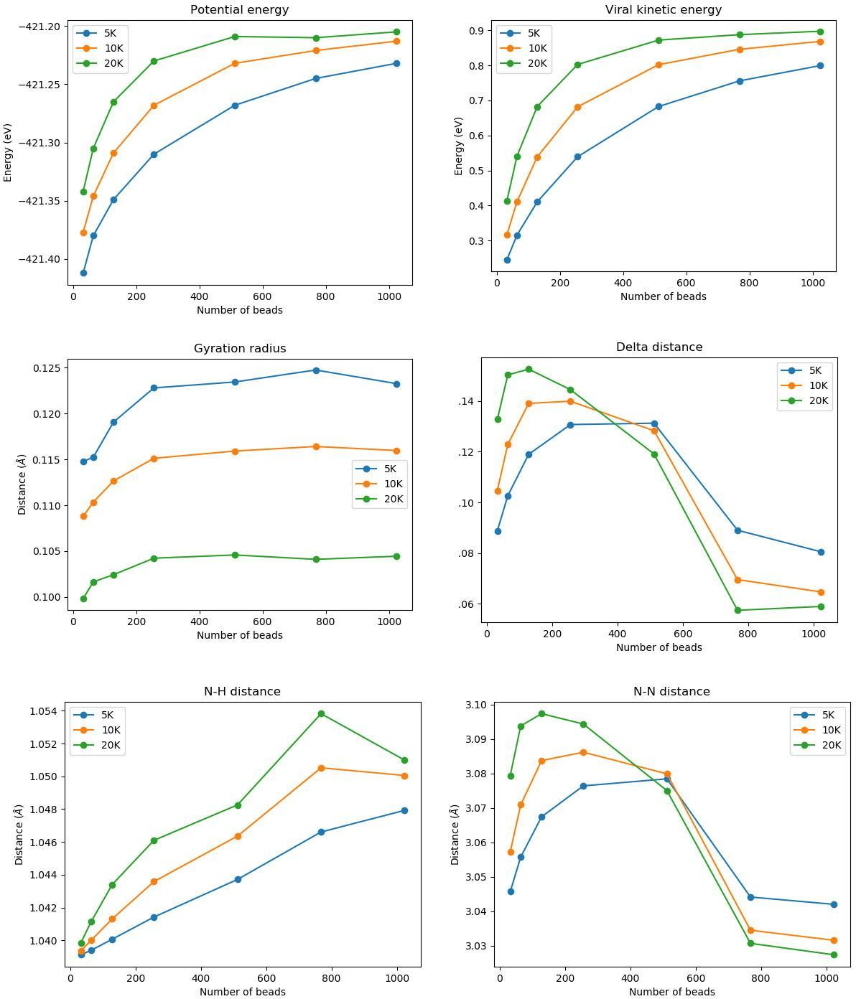 Potential energy
−421.20
−421.25
−421.30
−421.35
−421.40
Energy (eV)
5K
10K
20K
0 200 400 600 800 1000
Number of beads
Viral kinetic energy
0.9
0.8
0.7
0.6
0.5
0.4
0.3
Energy (eV)
5K
10K
20K
0 200 400 600 800 1000
Number of beads
Gyration radius
0.125
0.120
0.115
0.110
0.105
0.100
Distance (Å)
5K
10K
20K
0 200 400 600 800 1000
Number of beads
Delta distance
.14
.12
.10
.08
.06
5K
10K
20K
0 200 400 600 800 1000
Number of beads
N-H distance
1.054
1.052
1.050
1.048
1.046
1.044
1.042
1.040
Distance (Å)
5K
10K
20K
0 200 400 600 800 1000
Number of beads
N-N distance
3.10
3.09
3.08
3.07
3.06
3.05
3.04
3.03
Distance (Å)
5K
10K
20K
0 200 400 600 800 1000
Number of beads